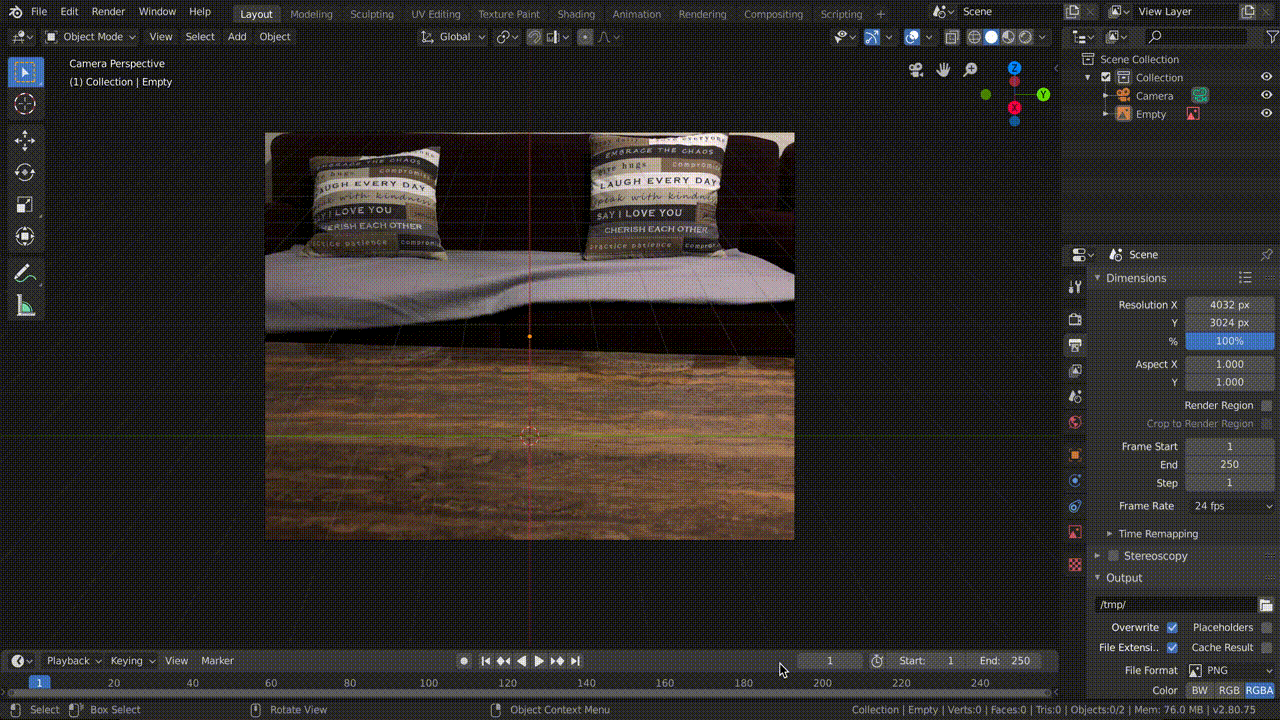 File Edit Render Window Help Layout Modeling Sculpting UV Editing Texture Paint Shading Animation Rendering Compositing Scripting + Scene View Layer
Object Mode View Select Add Object Global
Camera Perspective
(1) Collection | Empty
Z
Y
X
EMBRACE THE CHAOS
LAUGH EVERY DAY
SAY I LOVE YOU
CHERISH EACH OTHER
practice patience
everyone
EMBRACE THE CHAOS
give hugs compromise
LAUGH EVERY DAY
speak with kindness
SAY I LOVE YOU
CHERISH EACH OTHER
practice patience
Scene Collection
Collection
Camera
Empty
Scene
Dimensions
Resolution X 4032 px
Y 3024 px
% 100%
Aspect X 1.000
Y 1.000
Render Region
Crop to Render Region
Frame Start 1
End 250
Step 1
Frame Rate 24 fps
Time Remapping
Stereoscopy
Output
/tmp/
Overwrite Placeholders
File Extensi.. Cache Result
File Format PNG
Color BW RGB RGBA
Playback Keying View Marker 1 Start: 1 End: 250
1 20 40 60 80 100 120 140 160 180 200 220 240
Select Box Select Rotate View Object Context Menu Collection | Empty | Verts:0 | Faces:0 | Tris:0 | Objects:0/2 | Mem: 76.0 MB | v2.80.75